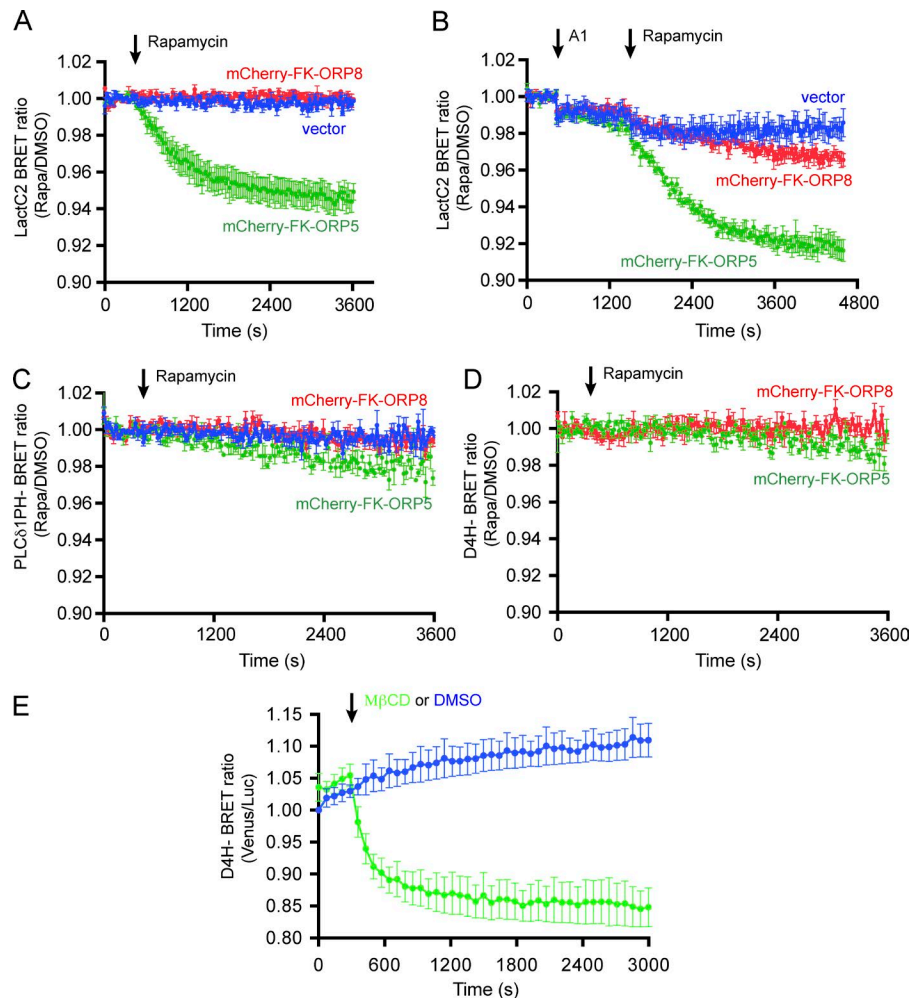 A
Rapamycin
LactC2 BRET ratio
(Rapa/DMSO)
1.02
1.00
0.98
0.96
0.94
0.92
0.90
mCherry-FK-ORP8
vector
mCherry-FK-ORP5
0 1200 2400 3600
Time (s)
B
A1 Rapamycin
LactC2 BRET ratio
(Rapa/DMSO)
1.02
1.00
0.98
0.96
0.94
0.92
0.90
vector
mCherry-FK-ORP8
mCherry-FK-ORP5
0 1200 2400 3600 4800
Time (s)
C
Rapamycin
PLCδ1PH- BRET ratio
(Rapa/DMSO)
1.02
1.00
0.98
0.96
0.94
0.92
0.90
mCherry-FK-ORP8
mCherry-FK-ORP5
0 1200 2400 3600
Time (s)
D
Rapamycin
D4H- BRET ratio
(Rapa/DMSO)
1.02
1.00
0.98
0.96
0.94
0.92
0.90
mCherry-FK-ORP8
mCherry-FK-ORP5
0 1200 2400 3600
Time (s)
E
MβCD or DMSO
D4H- BRET ratio
(Venus/Luc)
1.15
1.10
1.05
1.00
0.95
0.90
0.85
0.80
0 600 1200 1800 2400 3000
Time (s)